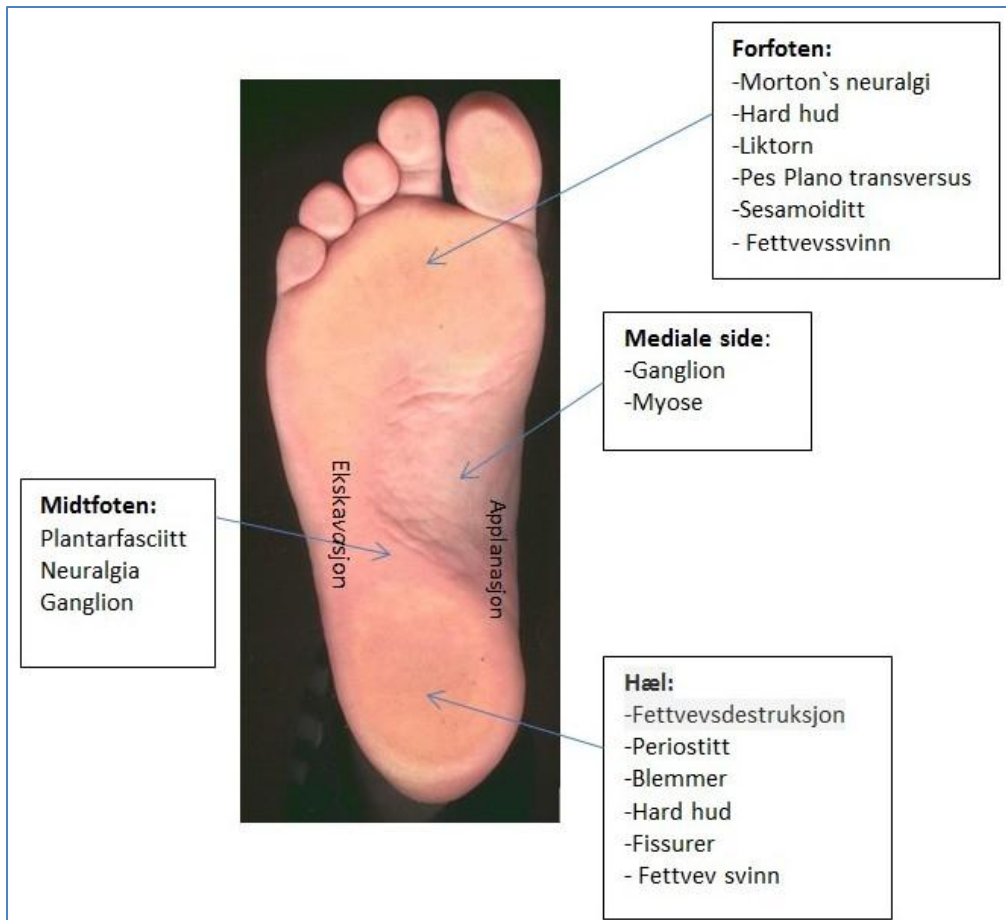 Forfoten:
-Morton`s neuralgi
-Hard hud
-Liktorn
-Pes Plano transversus
-Sesamoiditt
- Fettvevssvinn
Mediale side:
-Ganglion
-Myose
Ekskavasjon
Applanasjon
Midtfoten:
Plantarfasciitt
Neuralgia
Ganglion
Hæl:
-Fettvevsdestruksjon
-Periostitt
-Blemmer
-Hard hud
-Fissurer
- Fettvev svinn